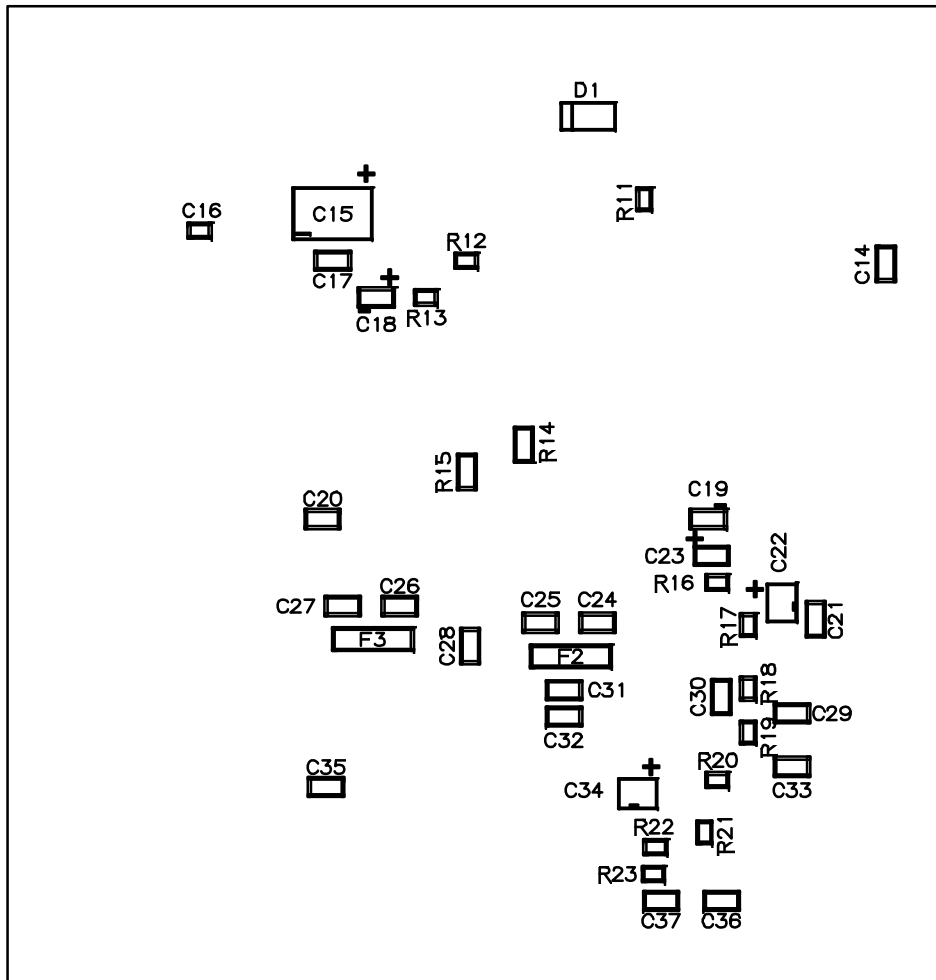 D1
+
R11
C16
C15
R12
C14
C17
+
C18
R13
R14
R15
C20
C19
+
C23
C22
R16
+
C27
C26
C25
C24
R17
C21
F3
C28
F2
C31
C30
R18
C29
C32
R19
C35
+
R20
C33
C34
R22
R21
R23
C37
C36